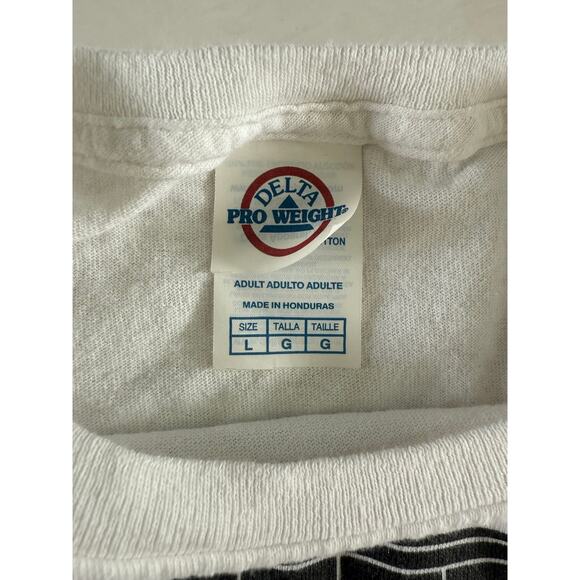 DELTA
PRO WEIGHT
ADULT ADULTO ADULTE
MADE IN HONDURAS
SIZE TALLA TAILLE
L G G